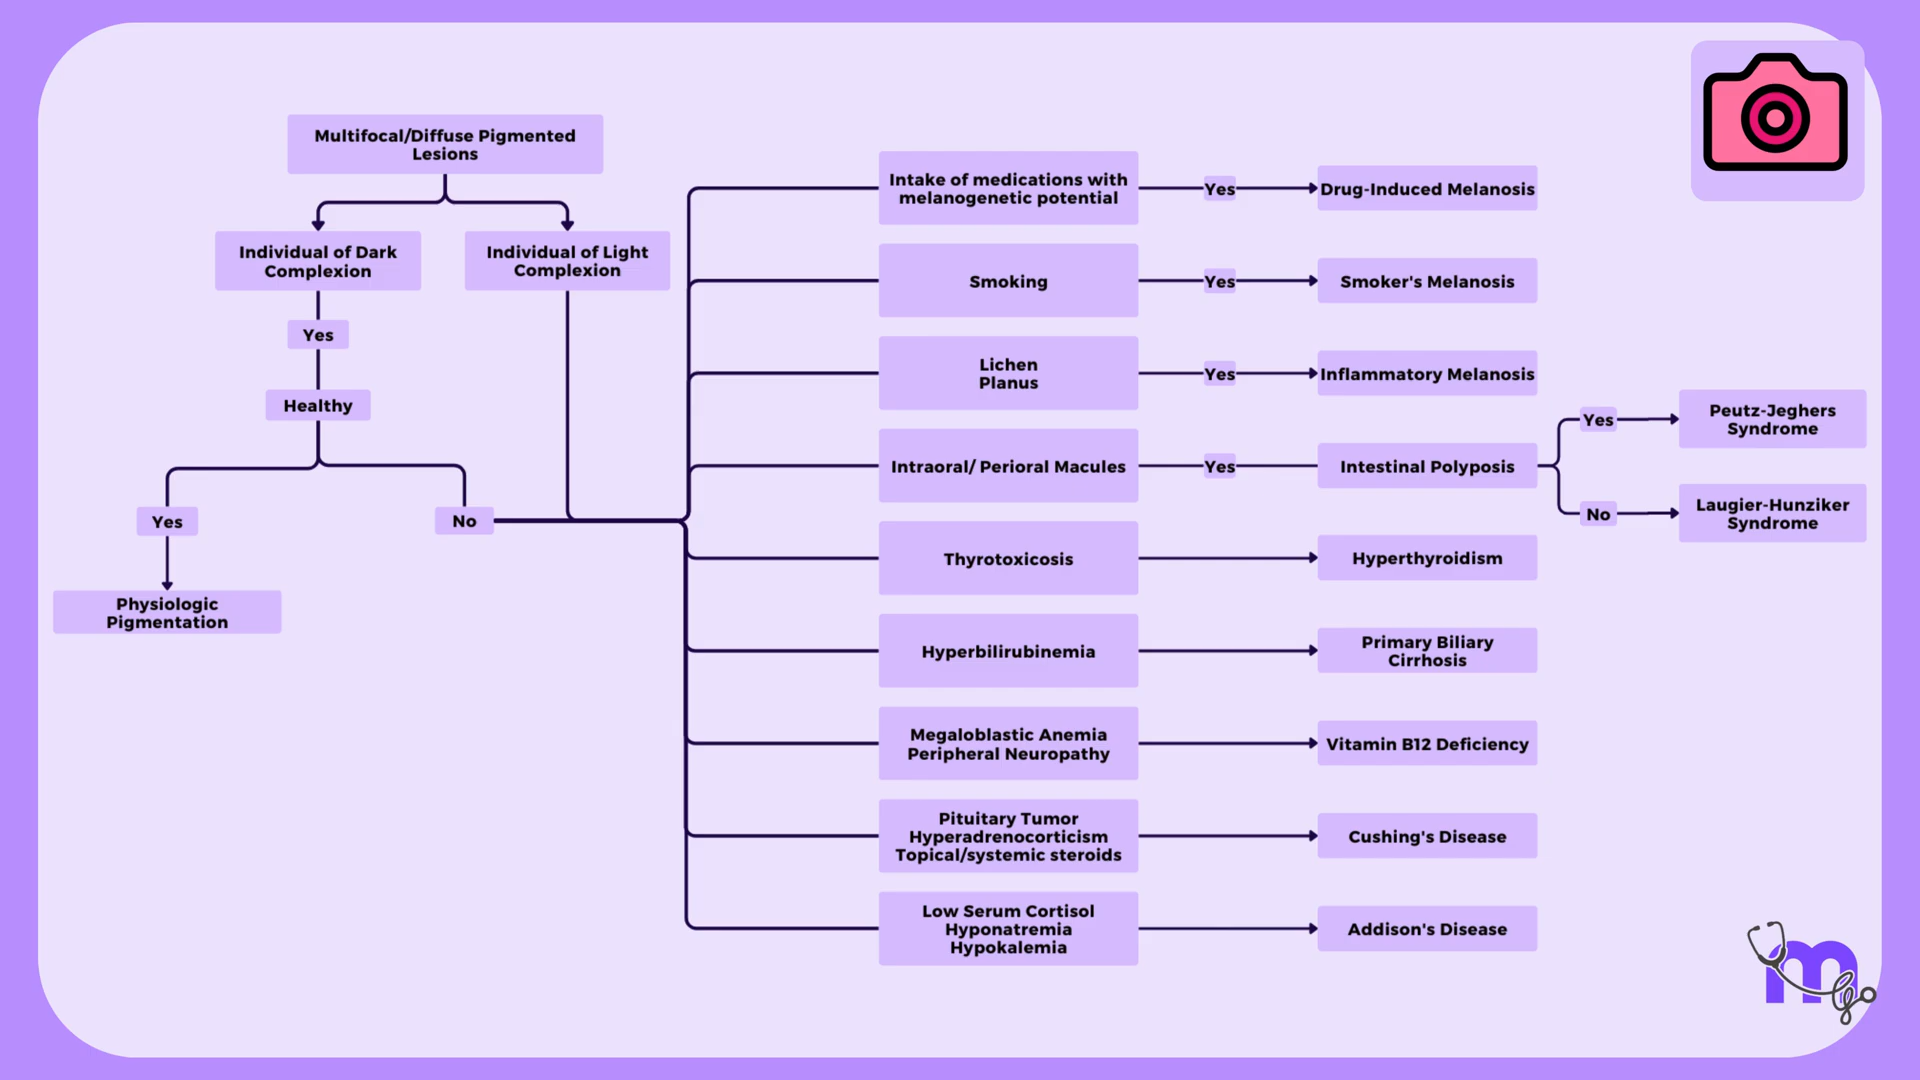 Multifocal/Diffuse Pigmented
Lesions
Individual of Dark
Complexion
Individual of Light
Complexion
Yes
Healthy
Yes
No
Physiologic
Pigmentation
Intake of medications with
melanogenetic potential
Yes
Drug-Induced Melanosis
Smoking
Yes
Smoker's Melanosis
Lichen
Planus
Yes
Inflammatory Melanosis
Intraoral/ Perioral Macules
Yes
Intestinal Polyposis
Yes
Peutz-Jeghers
Syndrome
No
Laugier-Hunziker
Syndrome
Thyrotoxicosis
Hyperthyroidism
Hyperbilirubinemia
Primary Biliary
Cirrhosis
Megaloblastic Anemia
Peripheral Neuropathy
Vitamin B12 Deficiency
Pituitary Tumor
Hyperadrenocorticism
Topical/systemic steroids
Cushing's Disease
Low Serum Cortisol
Hyponatremia
Hypokalemia
Addison's Disease
m
go